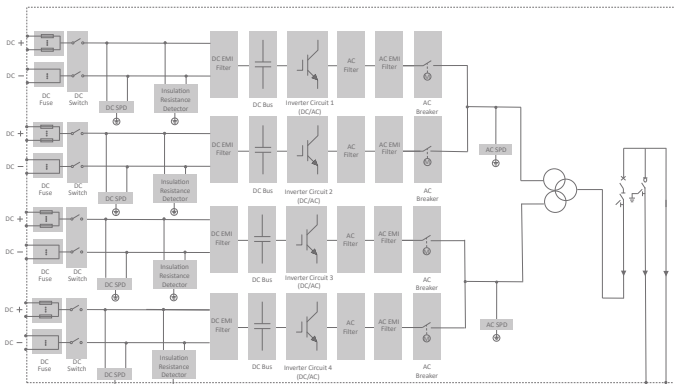 DC +
DC −
DC
Fuse
DC
Switch
DC SPD
Insulation
Resistance
Detector
DC EMI
Filter
DC Bus
Inverter Circuit 1
(DC/AC)
AC
Filter
AC EMI
Filter
M
AC
Breaker
DC +
DC −
DC
Fuse
DC
Switch
DC SPD
Insulation
Resistance
Detector
DC EMI
Filter
DC Bus
Inverter Circuit 2
(DC/AC)
AC
Filter
AC EMI
Filter
M
AC
Breaker
AC SPD
DC +
DC −
DC
Fuse
DC
Switch
DC SPD
Insulation
Resistance
Detector
DC EMI
Filter
DC Bus
Inverter Circuit 3
(DC/AC)
AC
Filter
AC EMI
Filter
M
AC
Breaker
DC +
DC −
DC
Fuse
DC
Switch
DC SPD
Insulation
Resistance
Detector
DC EMI
Filter
DC Bus
Inverter Circuit 4
(DC/AC)
AC
Filter
AC EMI
Filter
M
AC
Breaker
AC SPD